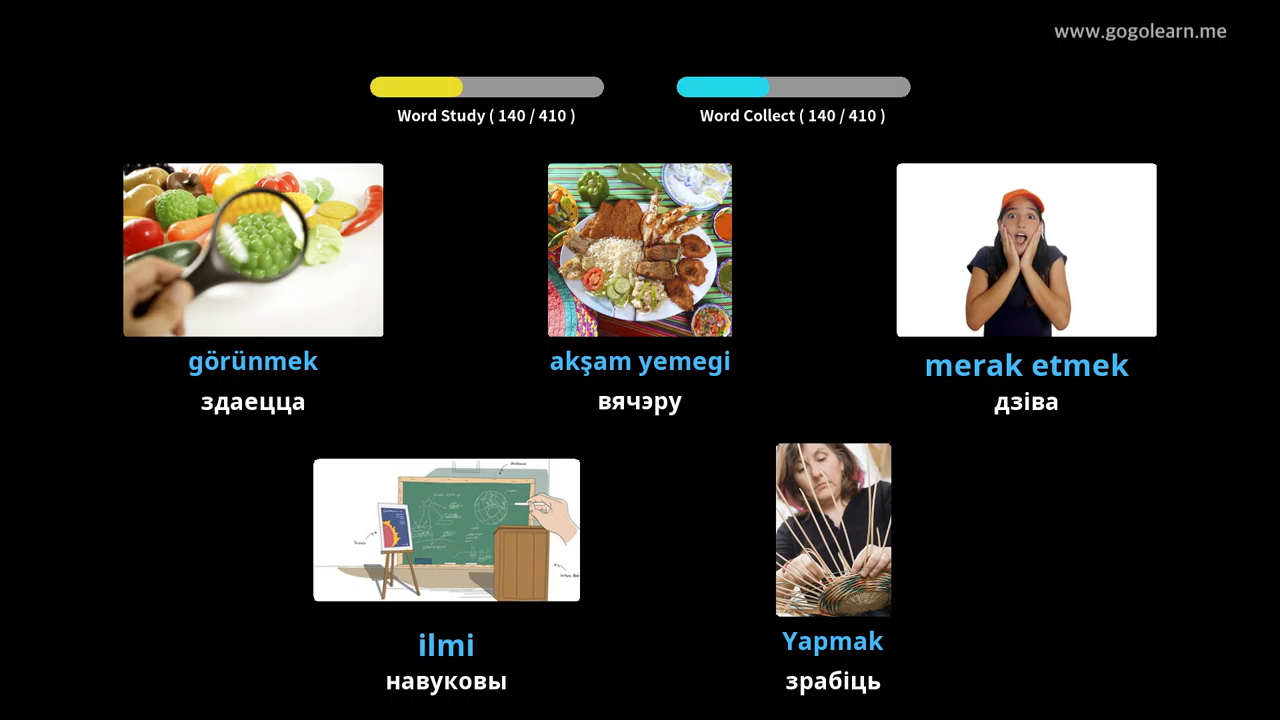 www.gogolearn.me
Word Study ( 140 / 410 )
Word Collect ( 140 / 410 )
görünmek
akşam yemegi
merak etmek
здаецца
вячэру
дзіва
ilmi
Yapmak
навуковы
зрабіць